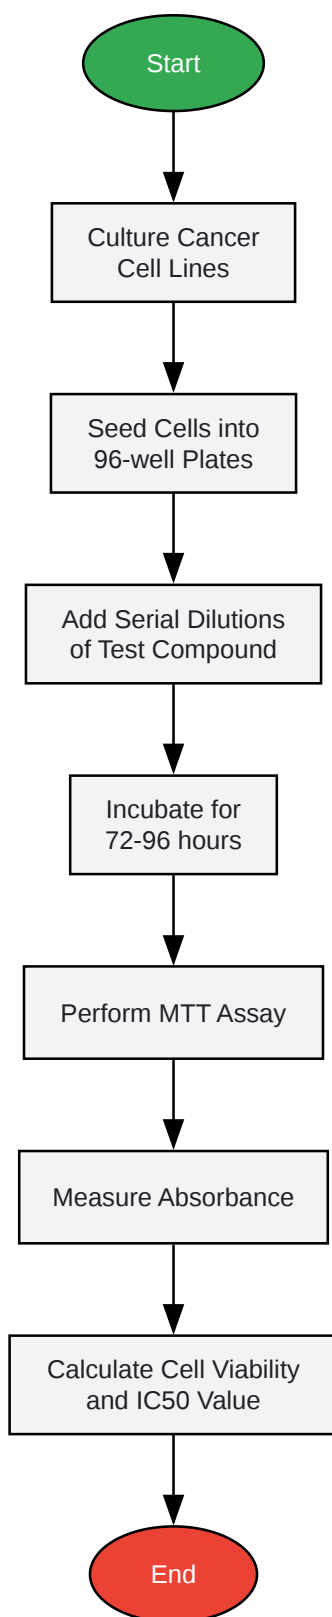 Start
Culture Cancer
Cell Lines
Seed Cells into
96-well Plates
Add Serial Dilutions
of Test Compound
Incubate for
72-96 hours
Perform MTT Assay
Measure Absorbance
Calculate Cell Viability
and IC50 Value
End